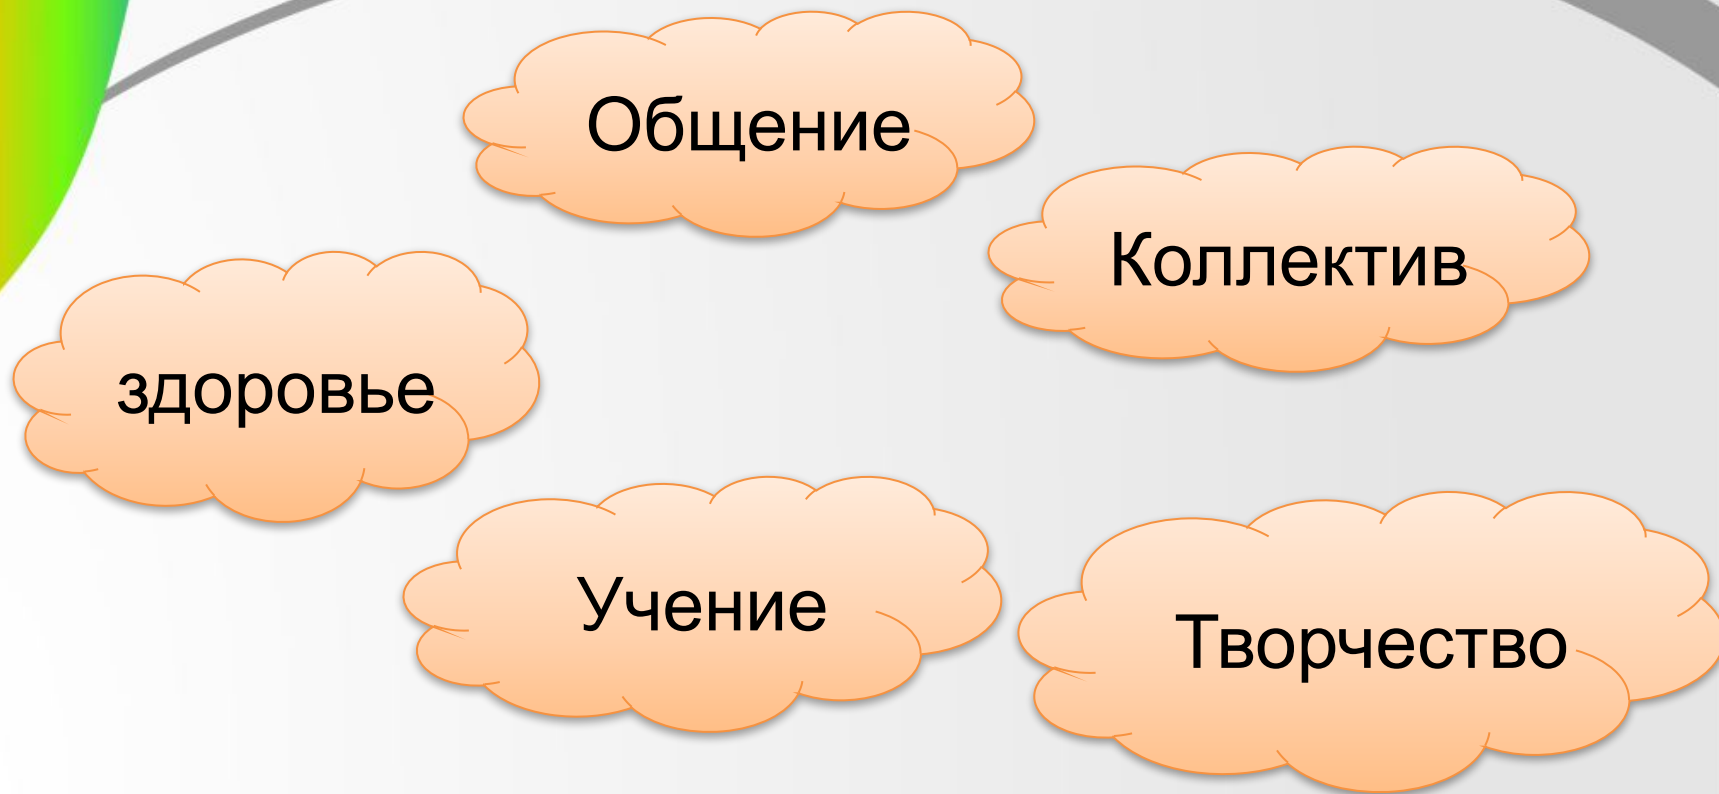 Общение
Коллектив
здоровье
Учение
Творчество